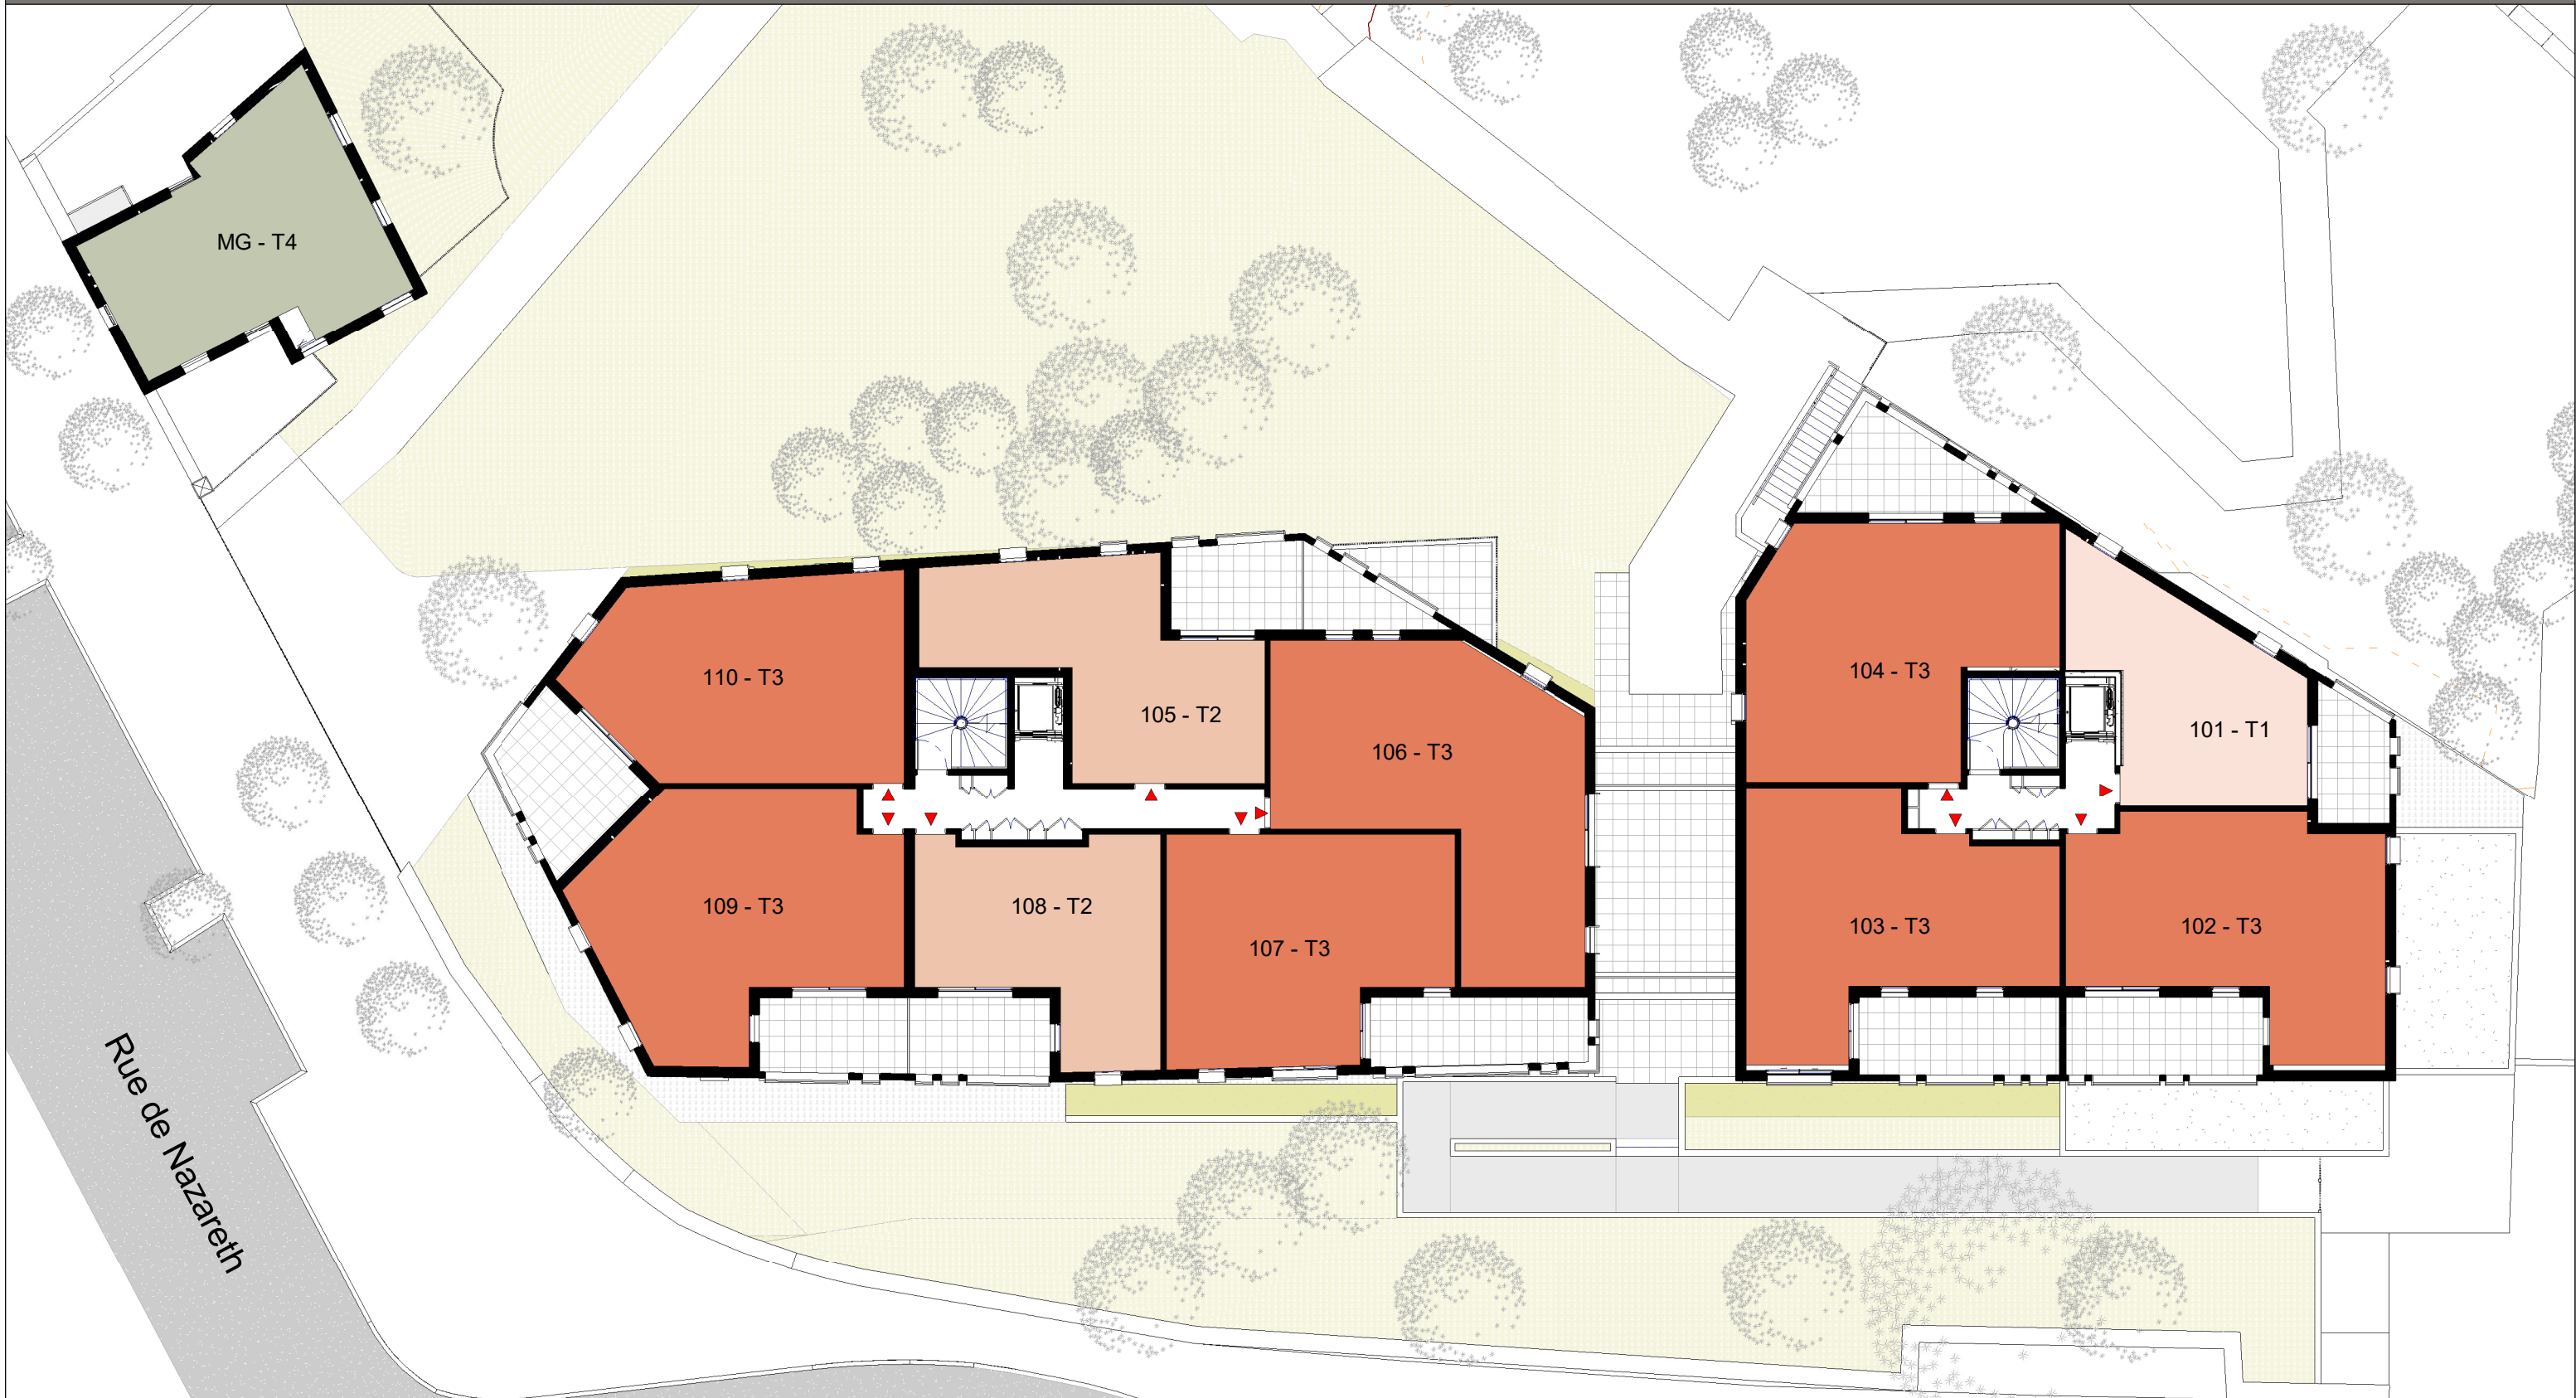 MG - T4
110 - T3
105 - T2
106 - T3
104 - T3
101 - T1
109 - T3
108 - T2
107 - T3
103 - T3
102 - T3
Rue de Nazareth